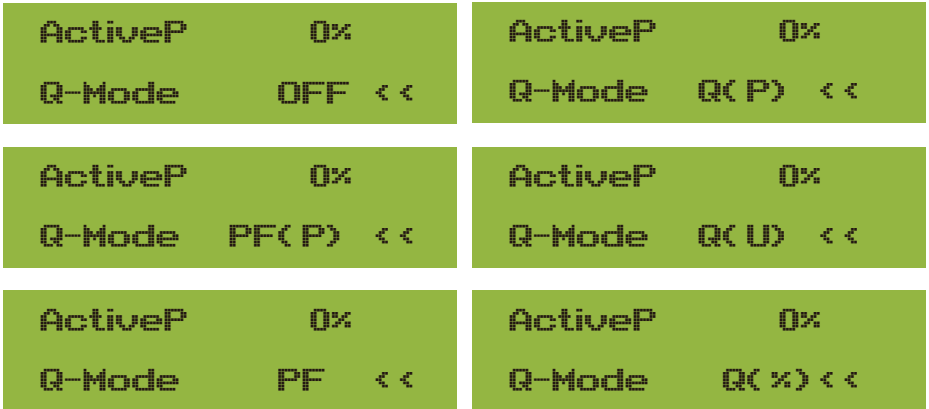 ActiveP 0%
Q-Mode OFF <<
ActiveP 0%
Q-Mode Q(P) <<
ActiveP 0%
Q-Mode PF(P) <<
ActiveP 0%
Q-Mode Q(U) <<
ActiveP 0%
Q-Mode PF <<
ActiveP 0%
Q-Mode Q(%)<<